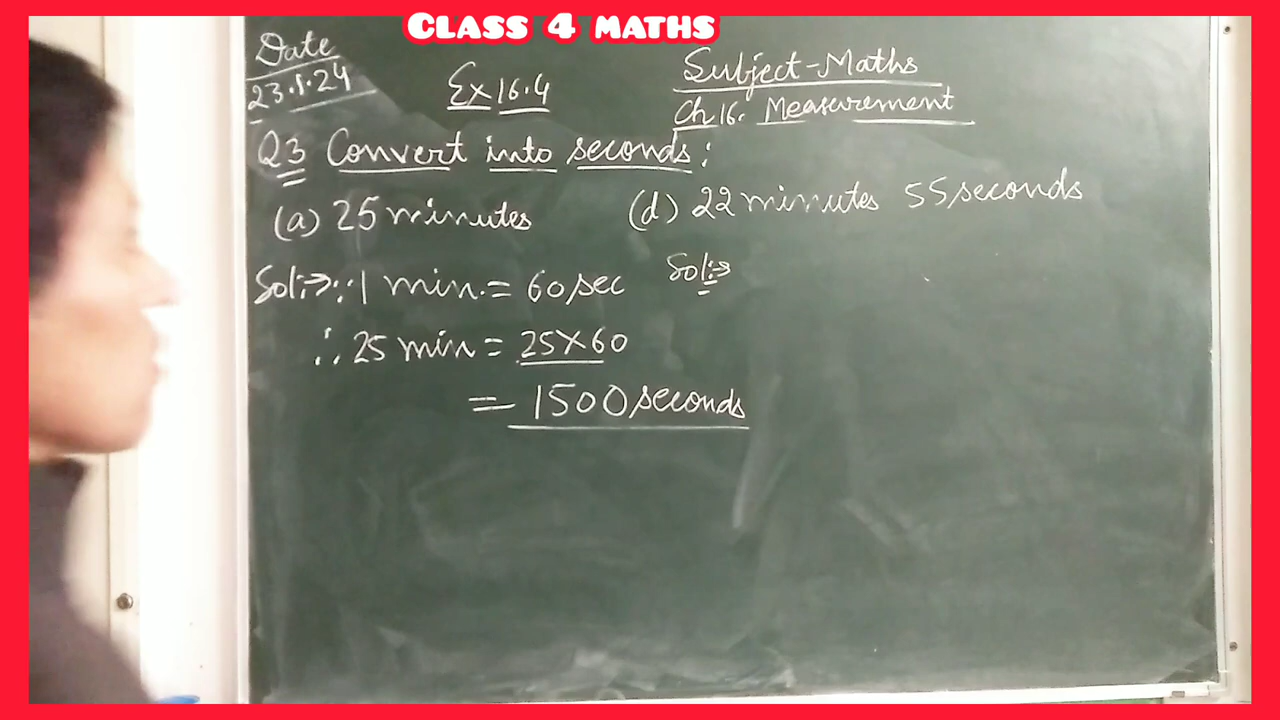 CLASS 4 MATHS
Date
23.1.24
Ex 16.4
Subject-Maths
Ch 16. Measurement
Q3 Convert into seconds:
(a) 25 minutes
(d) 22 minutes 55 seconds
Sol:→ ∵ 1 min. = 60 sec
∴ 25 min = 25×60
= 1500 seconds
Sol:→